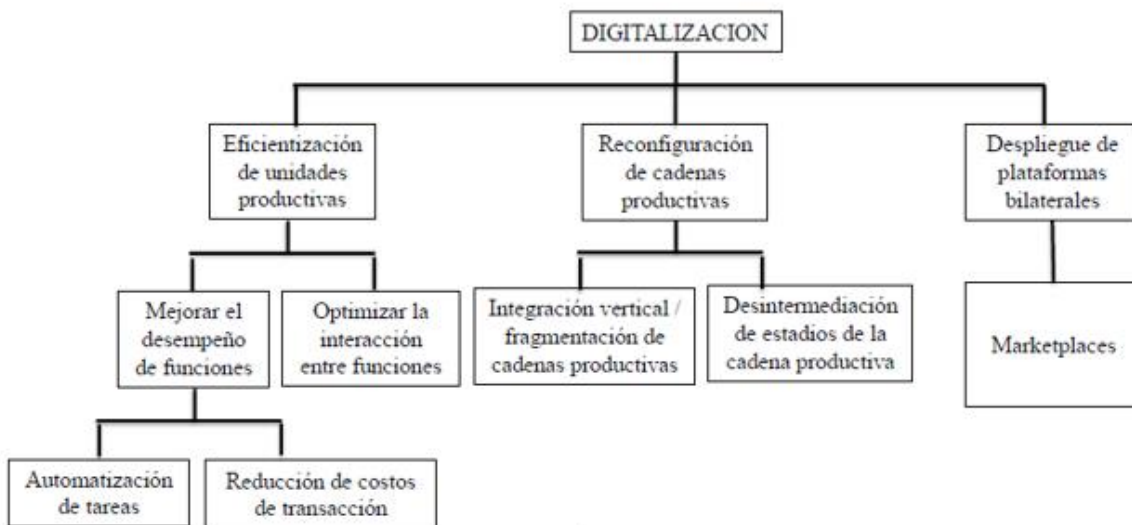 DIGITALIZACION
Eficientización
de unidades
productivas
Reconfiguración
de cadenas
productivas
Despliegue de
plataformas
bilaterales
Mejorar el
desempeño
de funciones
Optimizar la
interacción
entre funciones
Integración vertical /
fragmentación de
cadenas productivas
Desintermediación
de estadios de la
cadena productiva
Marketplaces
Automatización
de tareas
Reducción de costos
de transacción